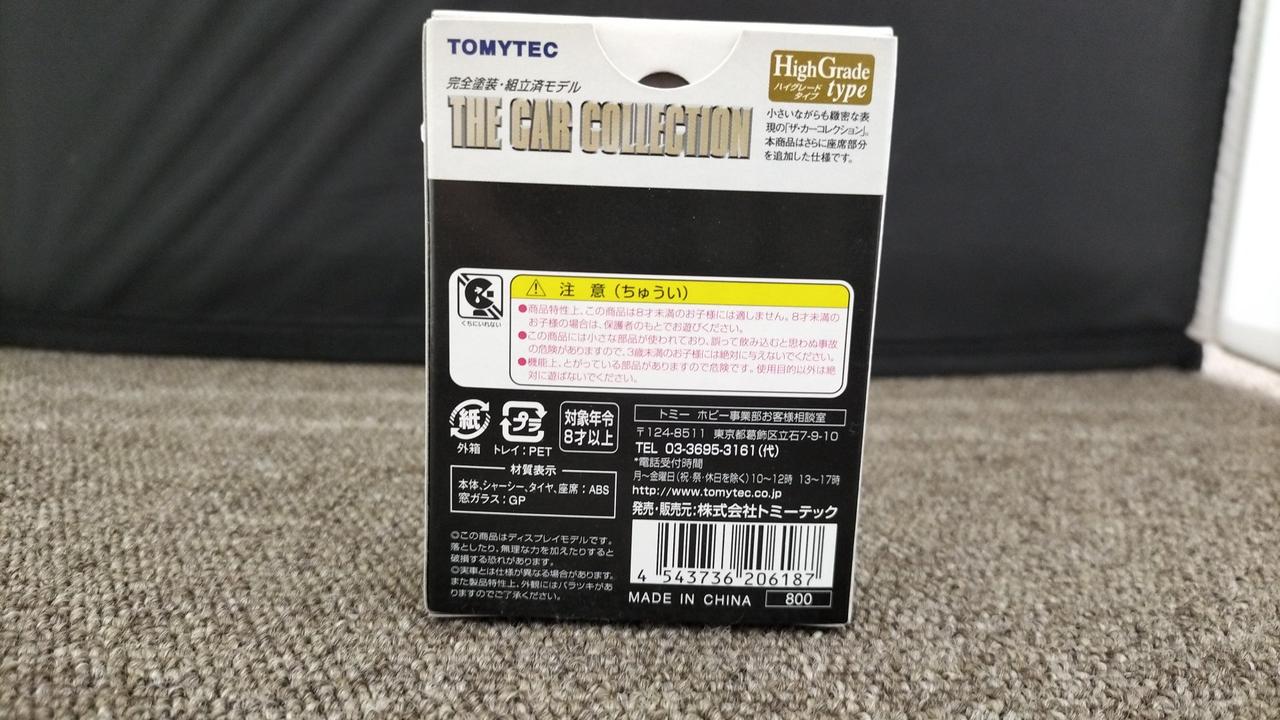 TOMYTEC
完全塗装・組立済モデル
THE CAR COLLECTION
High Grade
ハイグレード
タイプ
type
小さいながらも緻密な表
現の「ザ・カーコレクション」。
本商品はさらに座席部分
を追加した仕様です。
くちにいれない
注 意（ちゅうい）
●商品特性上、この商品は8才未満のお子様には適しません。8才未満の
お子様の場合は、保護者のもとでお遊びください。
●この商品には小さな部品が使われており、誤って飲み込むと思わぬ事故
の危険がありますので、3歳未満のお子様には絶対に与えないでください。
●機能上、とがっている部品がありますので危険です。使用目的以外は絶
対に遊ばないでください。
紙
外箱
プラ
トレイ：PET
対象年令
8才以上
材質表示
本体、シャーシー、タイヤ、座席：ABS
窓ガラス：GP
◎この商品はディスプレイモデルです。
落としたり、無理な力を加えたりすると
破損する恐れがあります。
◎実車とは仕様が異なる場合があります。
また製品特性上、外観にはバラツキがあ
りますのでご了承ください。
トミー ホビー事業部お客様相談室
〒124-8511 東京都葛飾区立石7-9-10
TEL 03-3695-3161（代）
*電話受付時間
月〜金曜日（祝・祭・休日を除く）10〜12時 13〜17時
http://www.tomytec.co.jp
発売・販売元：株式会社トミーテック
4 543736 206187
MADE IN CHINA 800